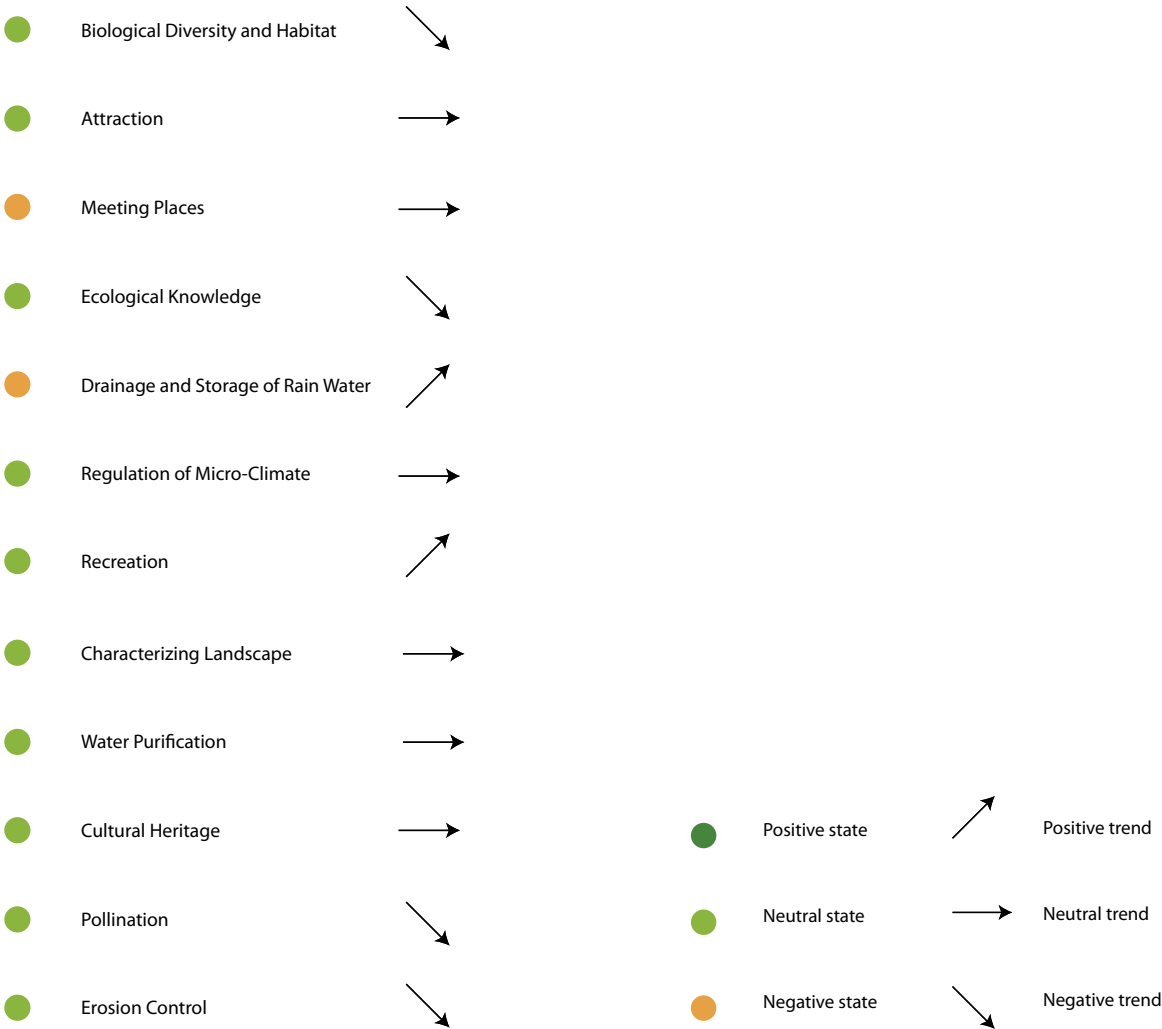 Biological Diversity and Habitat
Attraction
Meeting Places
Ecological Knowledge
Drainage and Storage of Rain Water
Regulation of Micro-Climate
Recreation
Characterizing Landscape
Water Purification
Cultural Heritage
Pollination
Erosion Control
Positive state
Positive trend
Neutral state
Neutral trend
Negative state
Negative trend